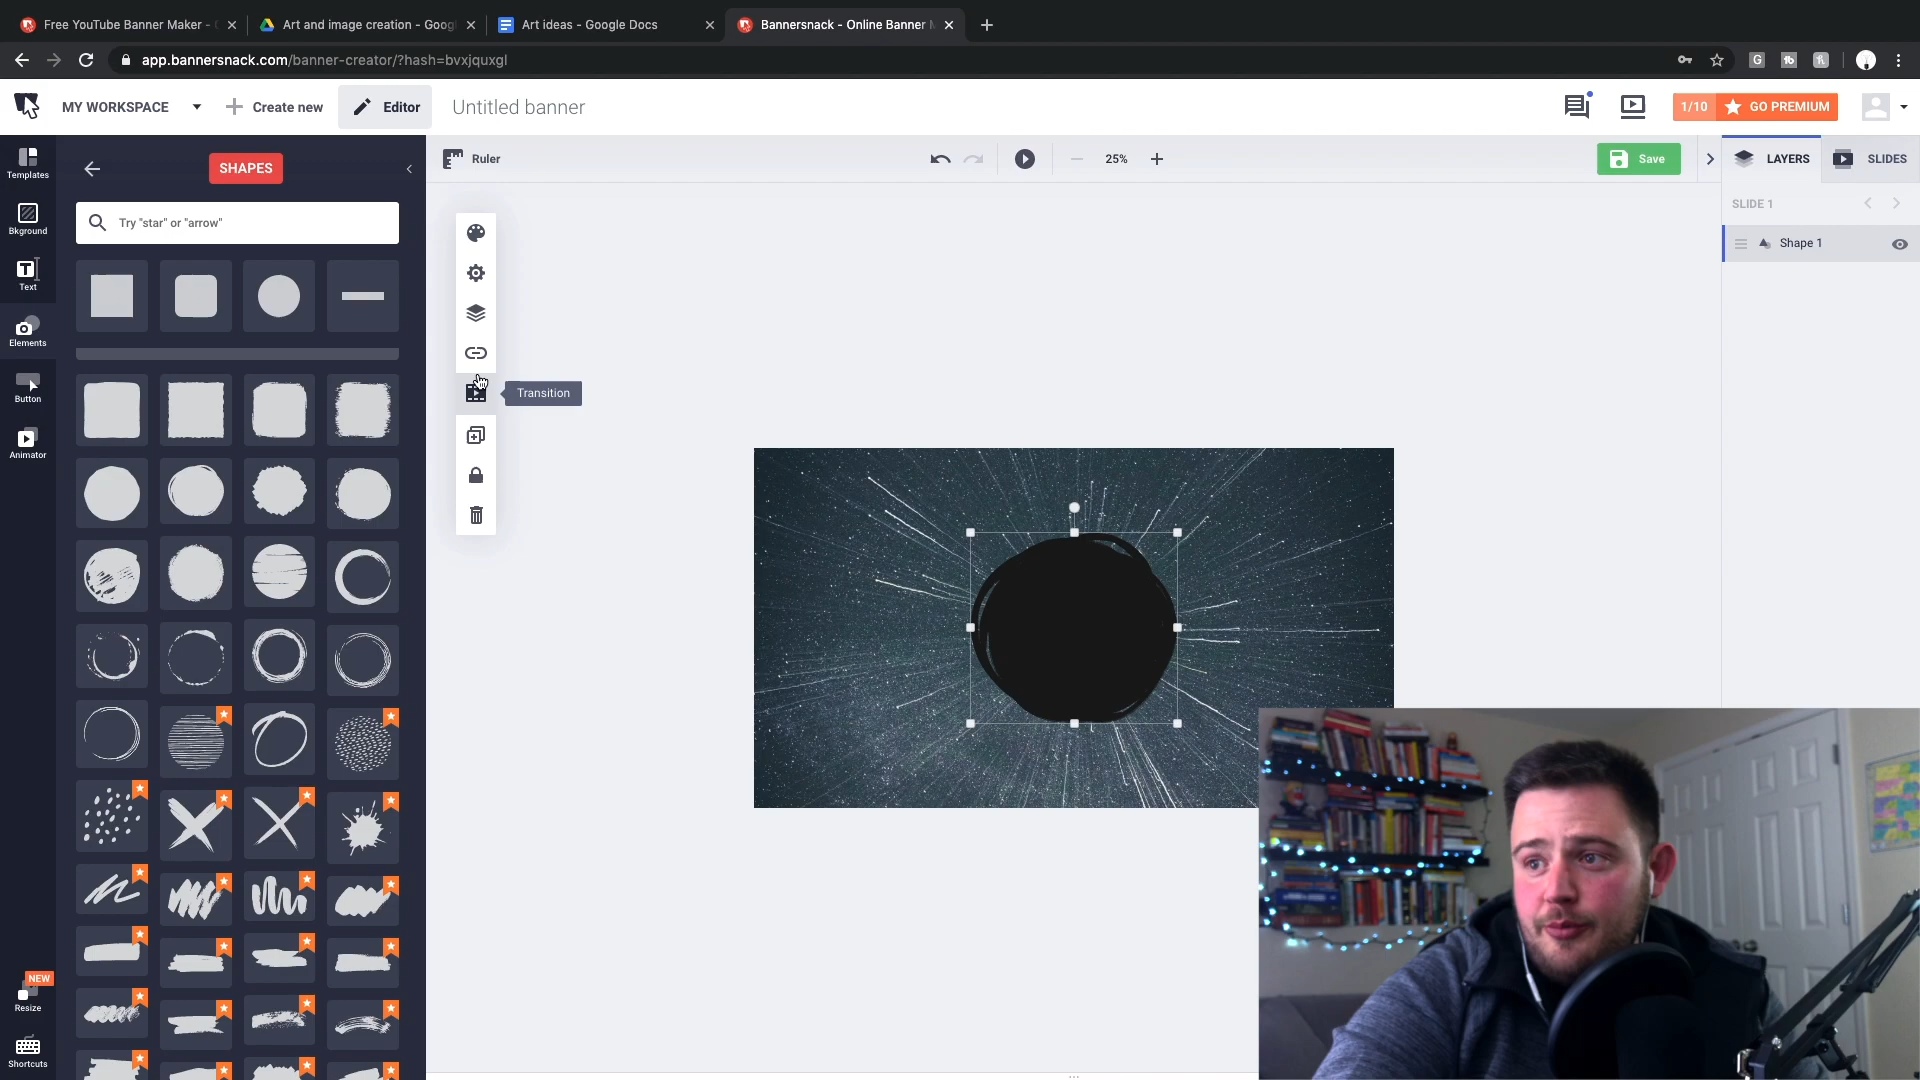 Free YouTube Banner Maker -
Art and image creation - Goog
Art ideas - Google Docs
Bannersnack - Online Banner
app.bannersnack.com/banner-creator/?hash=bvxjquxgl
MY WORKSPACE
Create new
Editor
Untitled banner
1/10
GO PREMIUM
Templates
Bkground
Text
Elements
Button
Animator
NEW
Resize
Shortcuts
SHAPES
Try "star" or "arrow"
Ruler
25%
Save
Transition
LAYERS
SLIDES
SLIDE 1
Shape 1